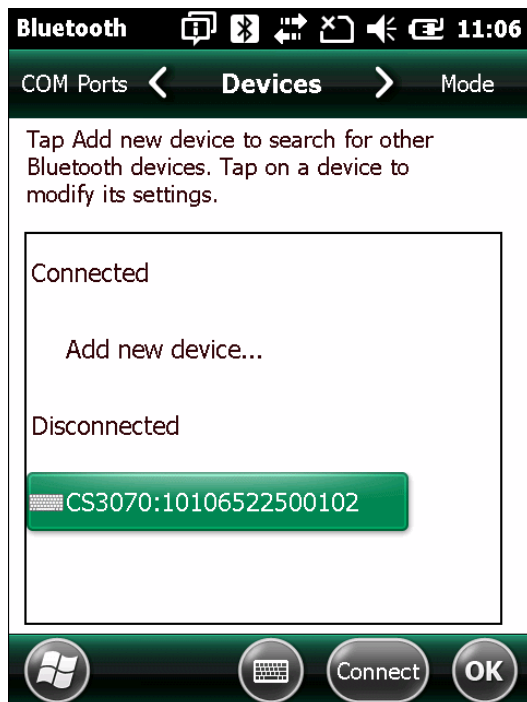 Bluetooth 11:06
COM Ports Devices Mode
Tap Add new device to search for other
Bluetooth devices. Tap on a device to
modify its settings.
Connected
Add new device...
Disconnected
CS3070:10106522500102
Connect OK